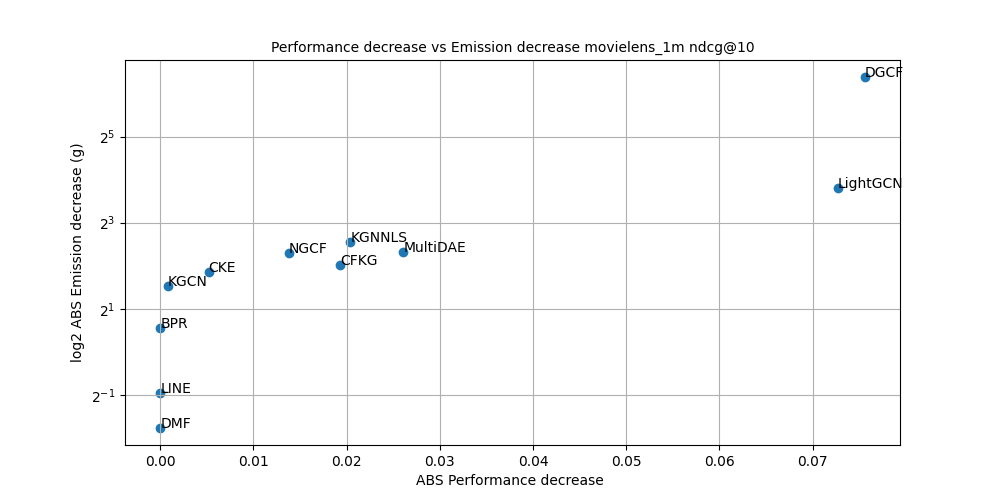 Performance decrease vs Emission decrease movielens_1m ndcg@10
log2 ABS Emission decrease (g)
2^5
2^3
2^1
2^−1
DGCF
LightGCN
KGNNLS
NGCF
MultiDAE
CFKG
CKE
KGCN
BPR
LINE
DMF
0.00 0.01 0.02 0.03 0.04 0.05 0.06 0.07
ABS Performance decrease